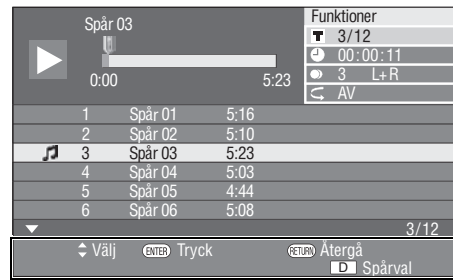 Spår 03
0:00 5:23
Funktioner
T 3/12
00:00:11
3 L+R
AV
1 Spår 01 5:16
2 Spår 02 5:10
3 Spår 03 5:23
4 Spår 04 5:03
5 Spår 05 4:44
6 Spår 06 5:08
3/12
Välj ENTER Tryck RETURN Återgå
D Spårval